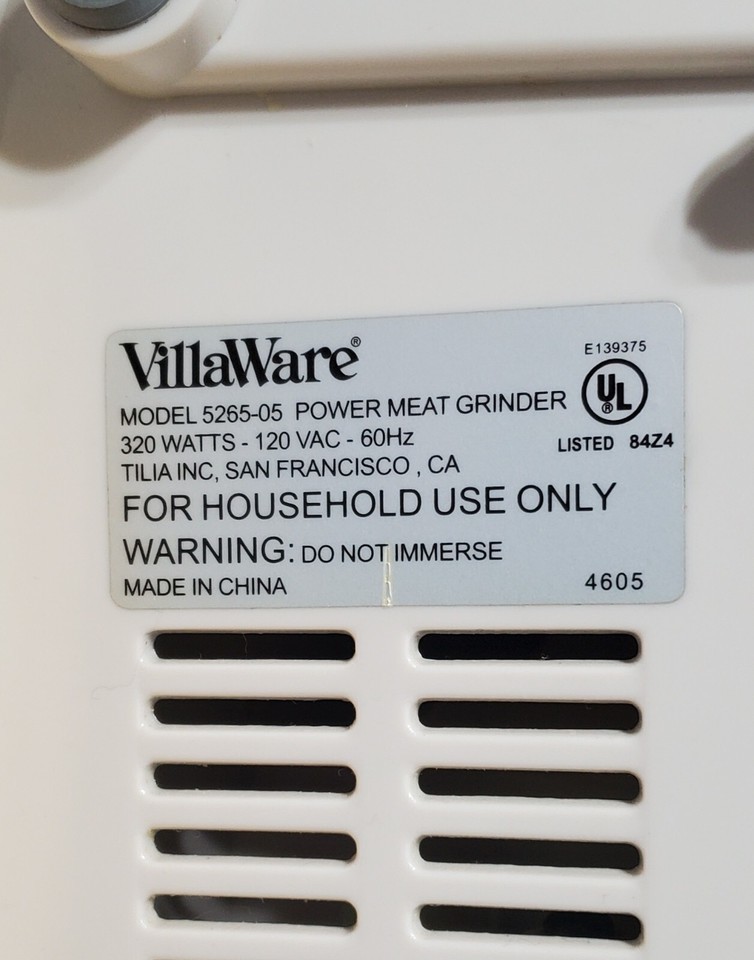 VillaWare®
E139375
UL®
MODEL 5265-05 POWER MEAT GRINDER
320 WATTS - 120 VAC - 60Hz
LISTED 84Z4
TILIA INC, SAN FRANCISCO , CA
FOR HOUSEHOLD USE ONLY
WARNING: DO NOT IMMERSE
MADE IN CHINA
4605